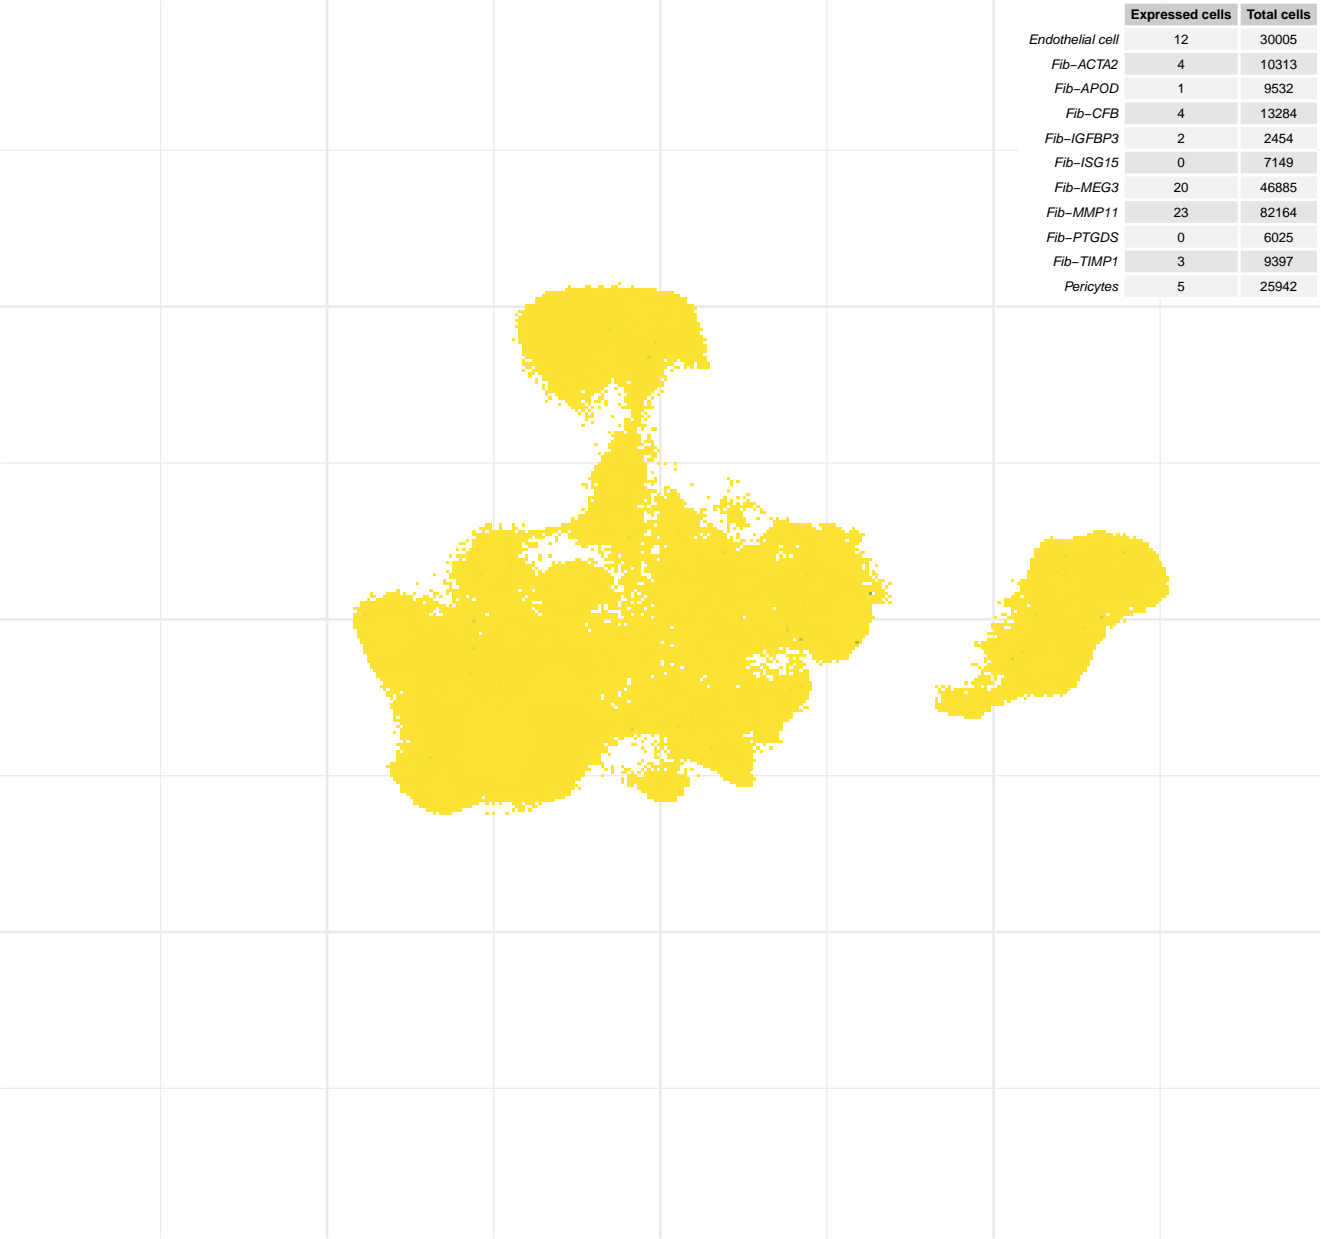 Expressed cells Total cells
Endothelial cell 12 30005
Fib−ACTA2 4 10313
Fib−APOD 1 9532
Fib−CFB 4 13284
Fib−IGFBP3 2 2454
Fib−ISG15 0 7149
Fib−MEG3 20 46885
Fib−MMP11 23 82164
Fib−PTGDS 0 6025
Fib−TIMP1 3 9397
Pericytes 5 25942